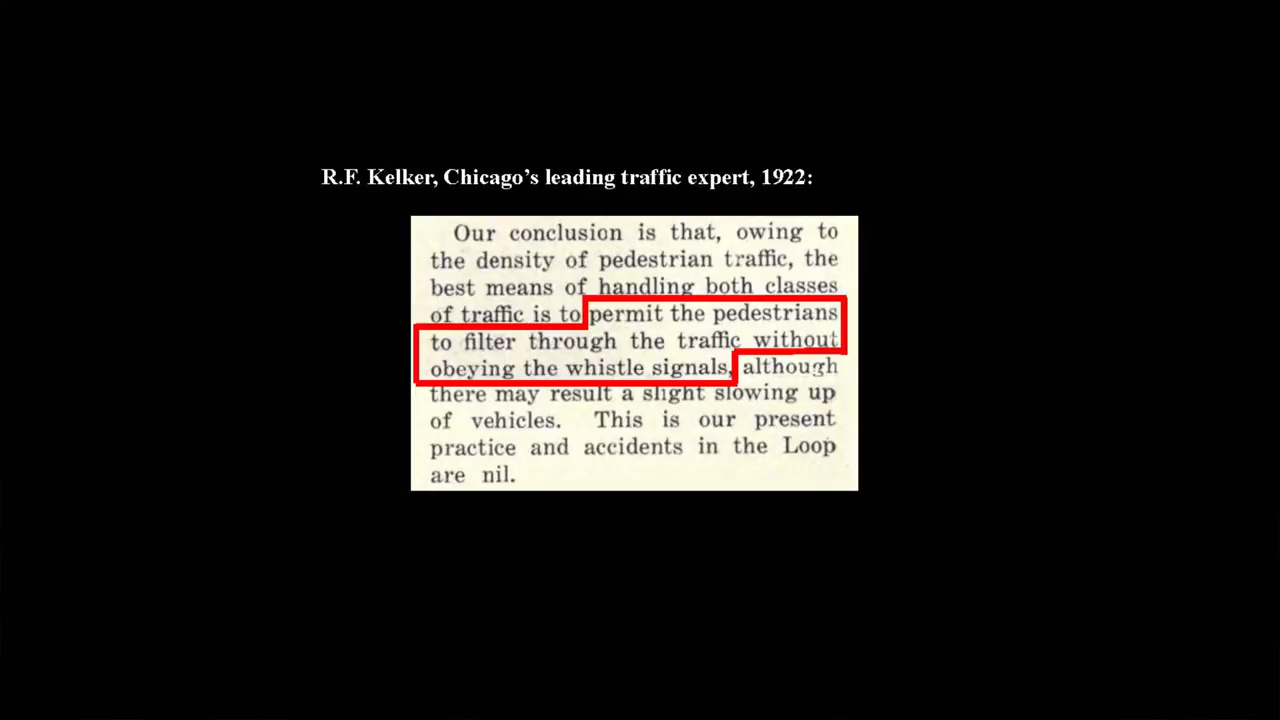 R.F. Kelker, Chicago’s leading traffic expert, 1922:
Our conclusion is that, owing to
the density of pedestrian traffic, the
best means of handling both classes
of traffic is to permit the pedestrians
to filter through the traffic without
obeying the whistle signals, although
there may result a slight slowing up
of vehicles. This is our present
practice and accidents in the Loop
are nil.